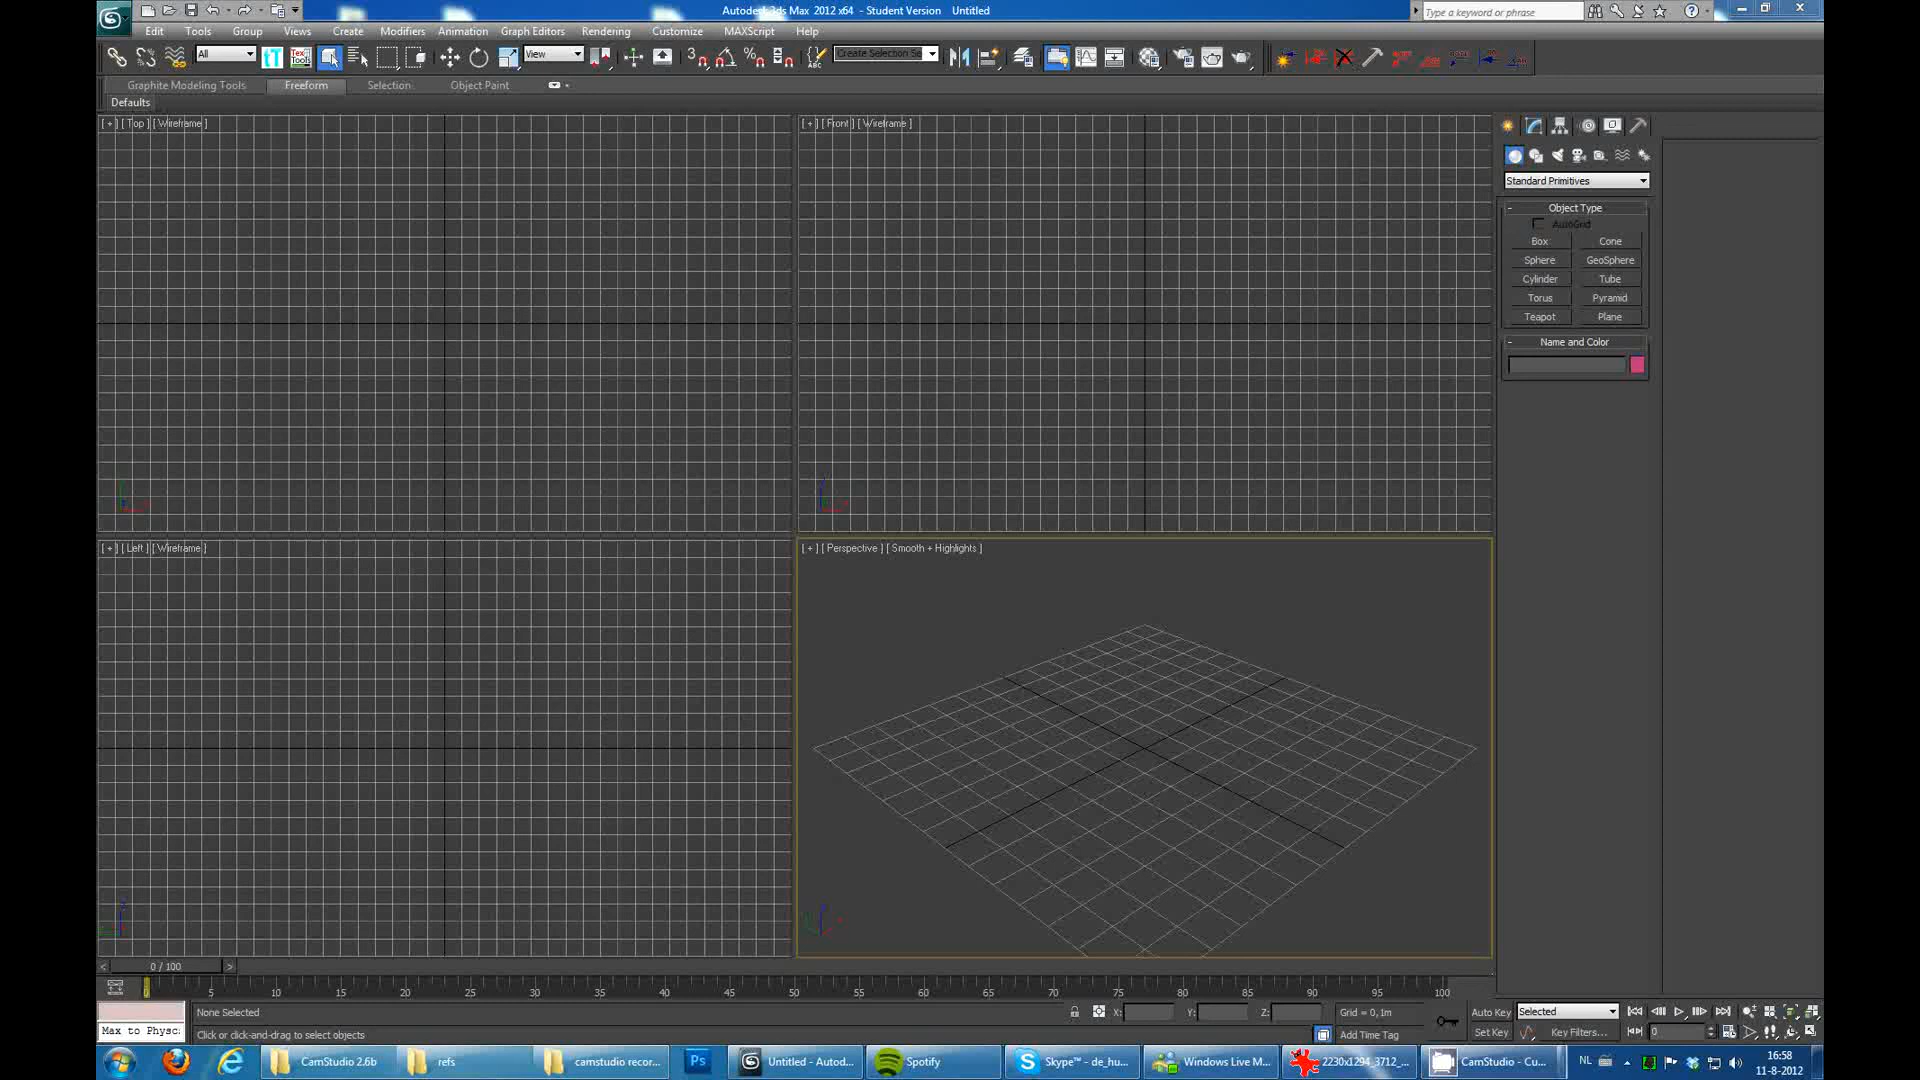 Autodesk 3ds Max 2012 x64 - Student Version Untitled
Type a keyword or phrase
Edit Tools Group Views Create Modifiers Animation Graph Editors Rendering Customize MAXScript Help
All View Create Selection Se
Graphite Modeling Tools Freeform Selection Object Paint
Defaults
[ + ] [ Top ] [ Wireframe ]
[ + ] [ Front ] [ Wireframe ]
Standard Primitives
- Object Type
AutoGrid
Box Cone
Sphere GeoSphere
Cylinder Tube
Torus Pyramid
Teapot Plane
- Name and Color
[ + ] [ Left ] [ Wireframe ]
[ + ] [ Perspective ] [ Smooth + Highlights ]
< 0 / 100 >
0 5 10 15 20 25 30 35 40 45 50 55 60 65 70 75 80 85 90 95 100
None Selected X: Y: Z: Grid = 0,1m Auto Key Selected
Max to Physc: Click or click-and-drag to select objects Add Time Tag Set Key Key Filters... 0
CamStudio 2.6b refs camstudio recor... Ps Untitled - Autod... Spotify Skype™ - de_hu... Windows Live M... 2230x1294_3712_... CamStudio - Cu... NL 16:58
11-8-2012